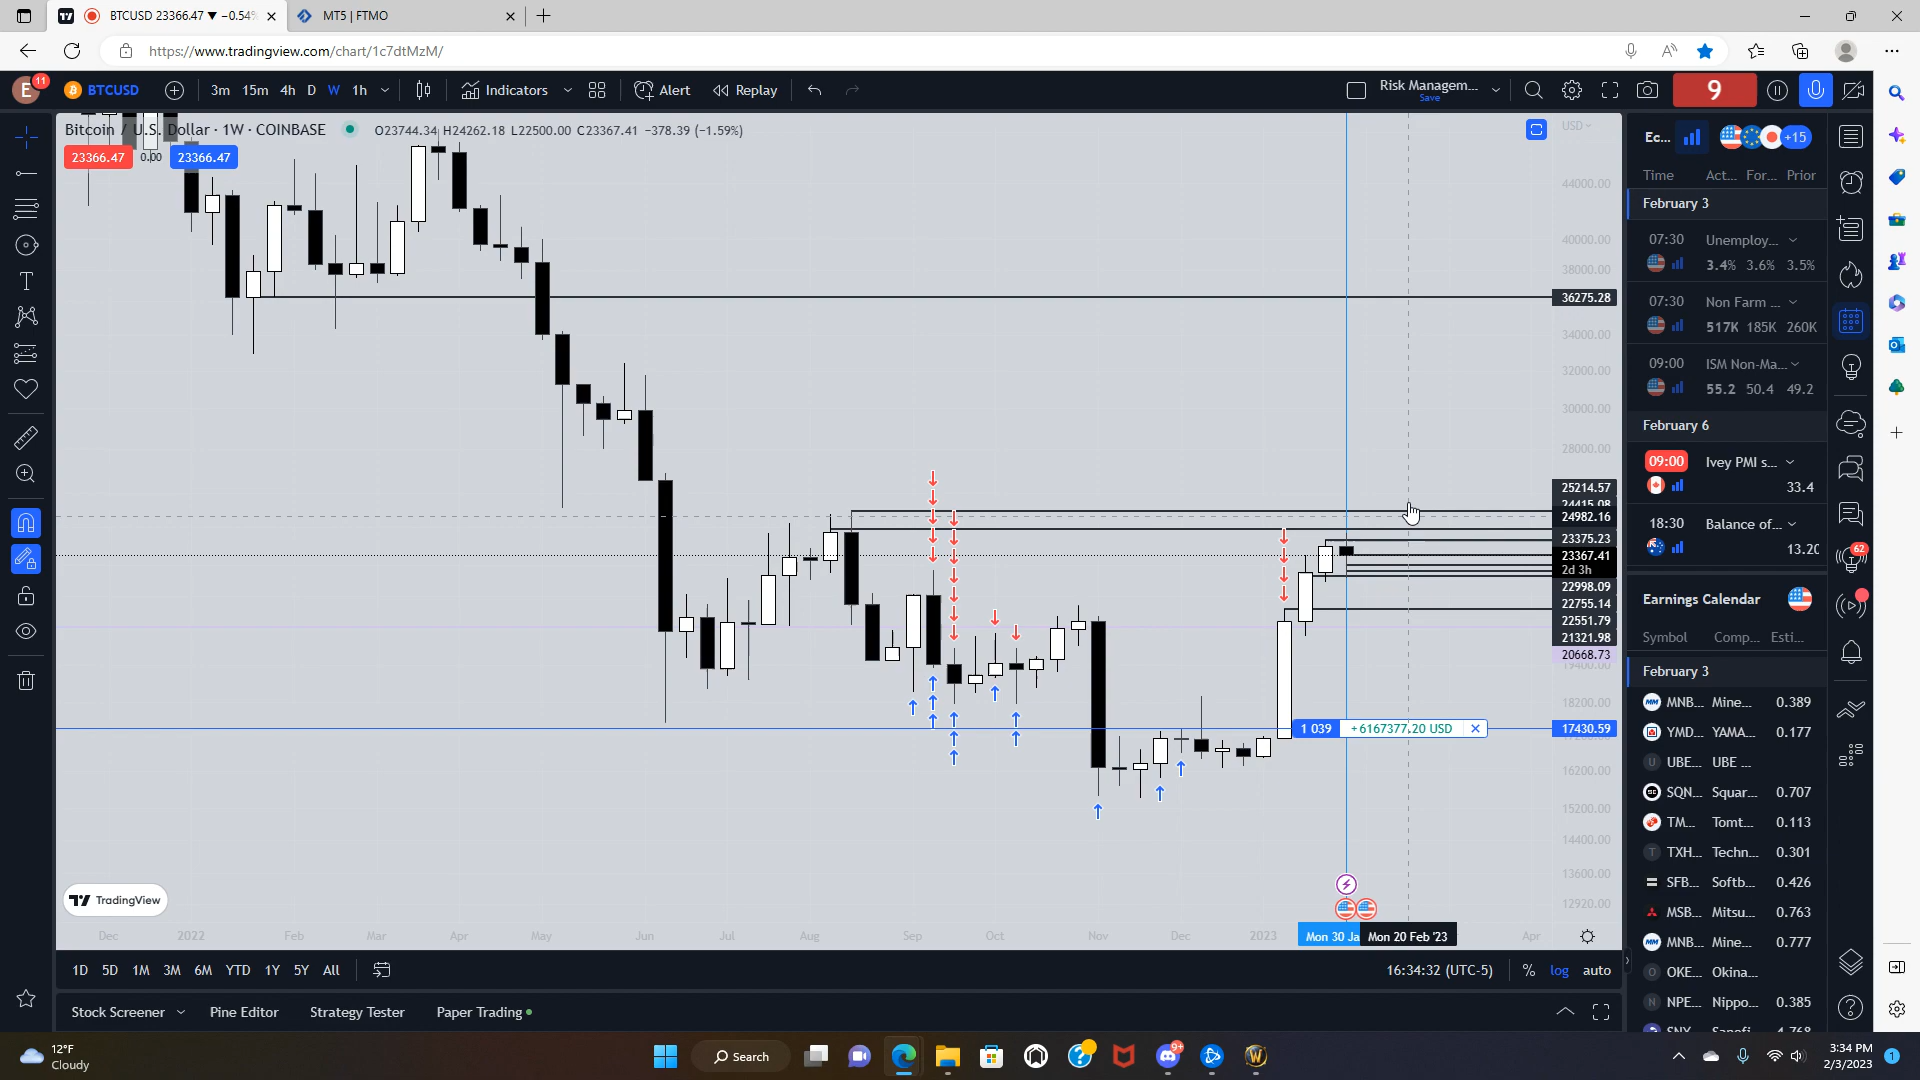 BTCUSD 23366.47 ▼ −0.54%
MT5 | FTMO
https://www.tradingview.com/chart/1c7dtMzM/
E
11
BTCUSD
3m 15m 4h D W 1h
Indicators
Alert
Replay
Risk Managem...
Save
9
Bitcoin / U.S. Dollar · 1W · COINBASE
O23744.34 H24262.18 L22500.00 C23367.41 −378.39 (−1.59%)
23366.47 0.00 23366.47
USD
44000.00
40000.00
38000.00
36275.28
34000.00
32000.00
30000.00
28000.00
25214.57
24415.08
24982.16
23375.23
23367.41
2d 3h
22998.09
22755.14
22551.79
21321.98
20668.73
19400.00
18200.00
17430.59
16200.00
15200.00
14400.00
13600.00
12920.00
1 039 +6167377.20 USD
TradingView
Dec 2022 Feb Mar Apr May Jun Jul Aug Sep Oct Nov Dec 2023 Mon 30 Ja Mon 20 Feb '23 Apr
1D 5D 1M 3M 6M YTD 1Y 5Y All
16:34:32 (UTC-5) % log auto
Stock Screener Pine Editor Strategy Tester Paper Trading
Ec...
+15
Time Act... For... Prior
February 3
07:30 Unemploy...
3.4% 3.6% 3.5%
07:30 Non Farm ...
517K 185K 260K
09:00 ISM Non-Ma...
55.2 50.4 49.2
February 6
09:00 Ivey PMI s...
33.4
18:30 Balance of...
13.20
62
Earnings Calendar
Symbol Comp... Esti...
February 3
MNB... Mine... 0.389
YMD... YAMA... 0.177
UBE... UBE ...
SQN... Squar... 0.707
TM... Tomt... 0.113
TXH... Techn... 0.301
SFB... Softb... 0.426
MSB... Mitsu... 0.763
MNB... Mine... 0.777
OKE... Okina...
NPE... Nippo... 0.385
12°F
Cloudy
Search
9+
3:34 PM
2/3/2023
1